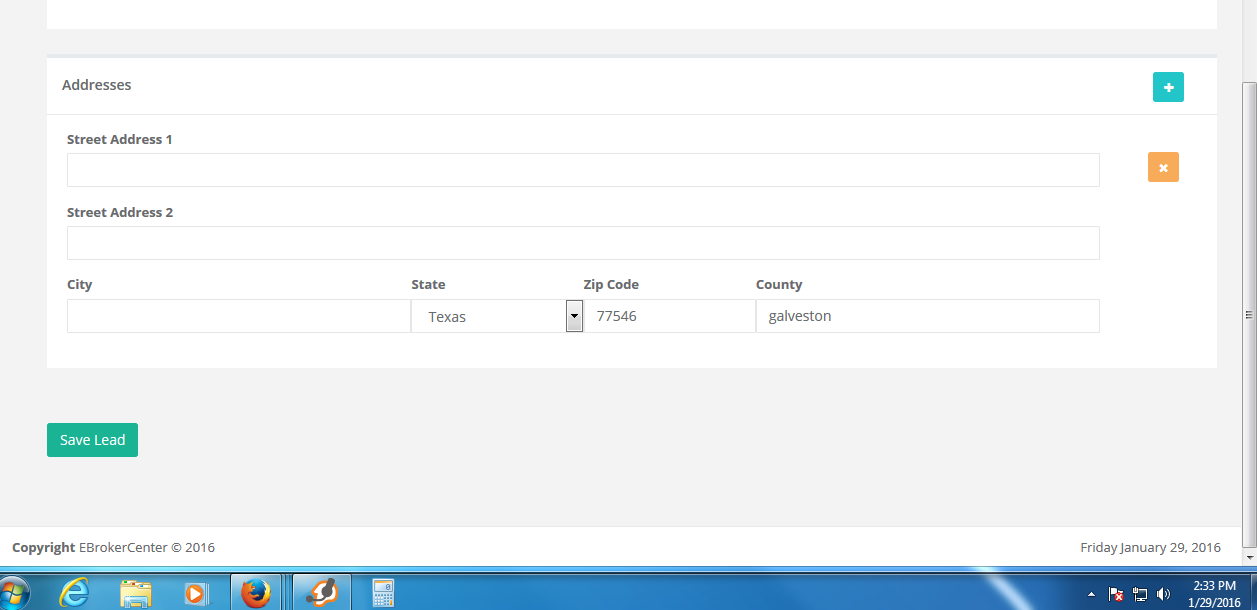 Addresses
Street Address 1
Street Address 2
City State Zip Code County
Texas 77546 galveston
Save Lead
Copyright EBrokerCenter © 2016 Friday January 29, 2016
2:33 PM
1/29/2016